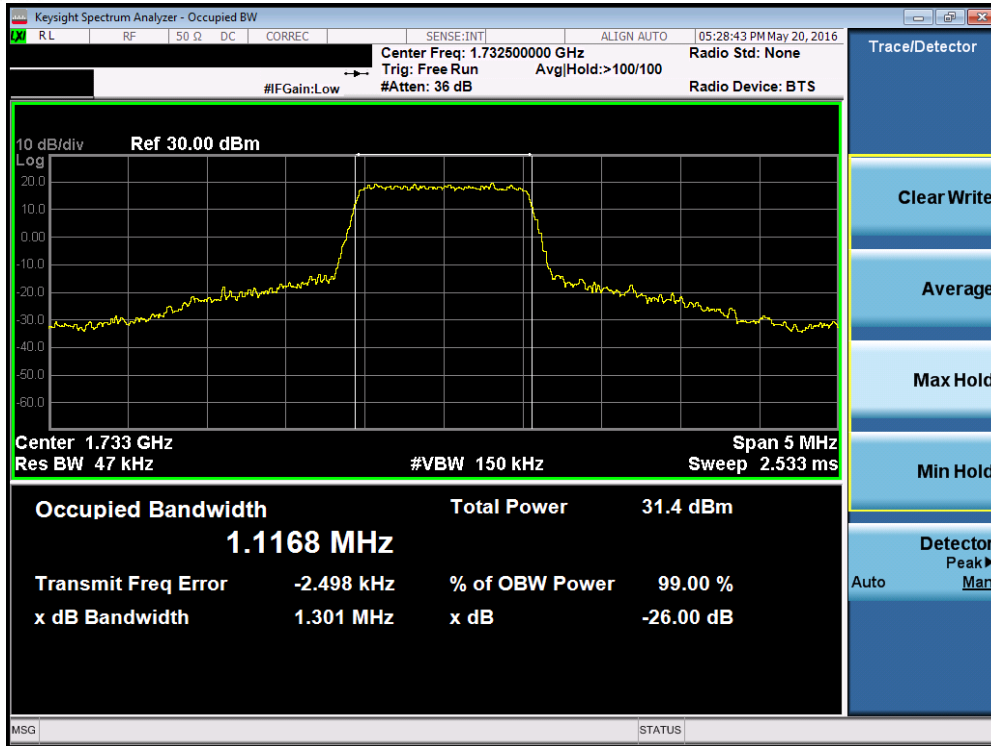 Keysight Spectrum Analyzer - Occupied BW
LXI RL RF 50 Ω DC CORREC SENSE:INT ALIGN AUTO 05:28:43 PM May 20, 2016
Center Freq: 1.732500000 GHz Radio Std: None
Trig: Free Run Avg|Hold:>100/100
#IFGain:Low #Atten: 36 dB Radio Device: BTS
10 dB/div Ref 30.00 dBm
Log
20.0
10.0
0.00
-10.0
-20.0
-30.0
-40.0
-50.0
-60.0
Center 1.733 GHz Span 5 MHz
Res BW 47 kHz #VBW 150 kHz Sweep 2.533 ms
Occupied Bandwidth Total Power 31.4 dBm
1.1168 MHz
Transmit Freq Error -2.498 kHz % of OBW Power 99.00 %
x dB Bandwidth 1.301 MHz x dB -26.00 dB
MSG STATUS
Trace/Detector
Clear Write
Average
Max Hold
Min Hold
Detector
Peak
Auto Man